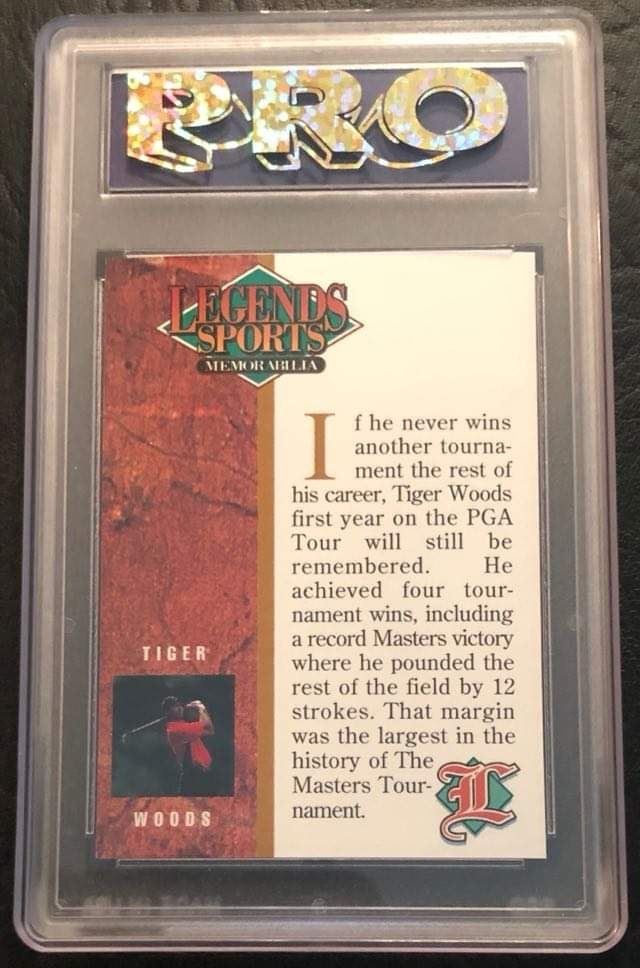 PRO
LEGENDS
SPORTS
MEMORABILIA
If he never wins
another tourna-
ment the rest of
his career, Tiger Woods
first year on the PGA
Tour will still be
remembered. He
achieved four tour-
nament wins, including
a record Masters victory
where he pounded the
rest of the field by 12
strokes. That margin
was the largest in the
history of The
Masters Tour-
nament.
L
TIGER
WOODS